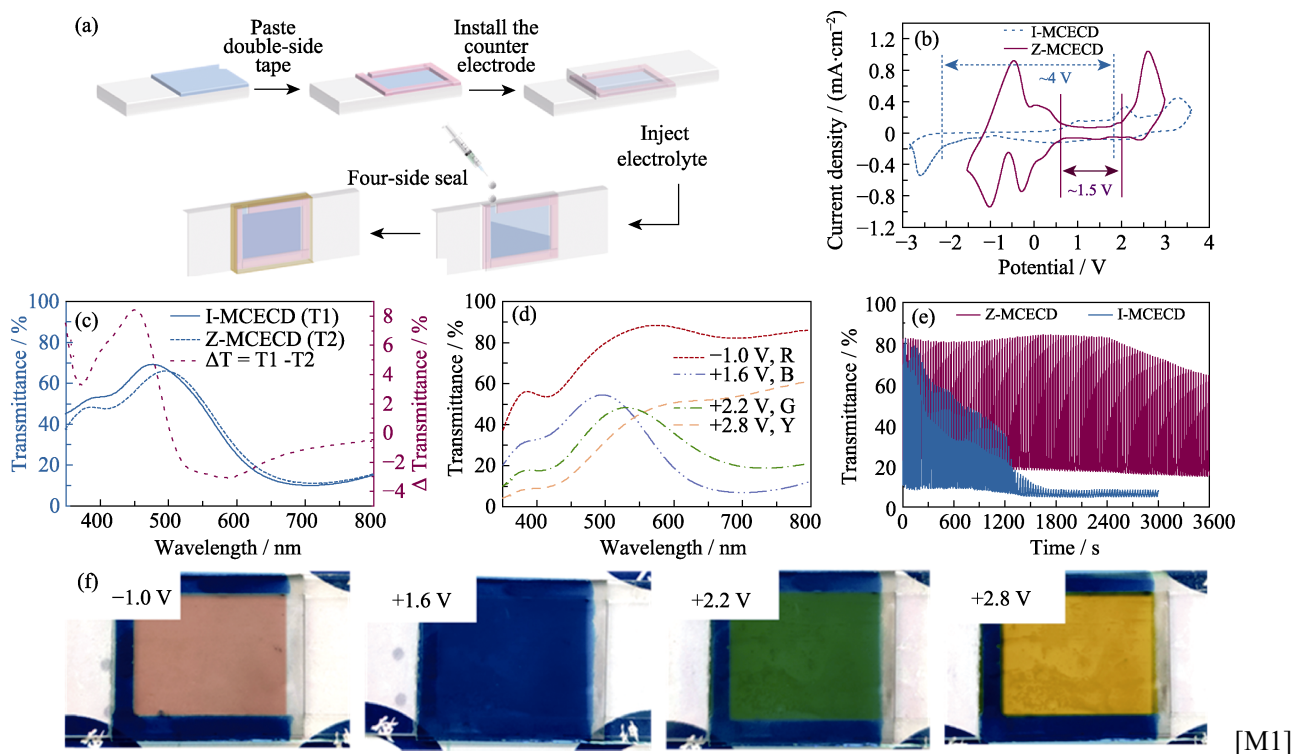 (a)
Paste
double-side
tape
Install the
counter
electrode
Inject
electrolyte
Four-side seal
(b)
I-MCECD
Z-MCECD
~4 V
~1.5 V
Current density / (mA·cm−2)
1.2
0.8
0.4
0
−0.4
−0.8
−1.2
−3 −2 −1 0 1 2 3 4
Potential / V
(c)
I-MCECD (T1)
Z-MCECD (T2)
ΔT = T1 -T2
Transmittance / %
100
80
60
40
20
0
8
6
4
2
0
−2
−4
Δ Transmittance / %
400 500 600 700 800
Wavelength / nm
(d)
−1.0 V, R
+1.6 V, B
+2.2 V, G
+2.8 V, Y
Transmittance / %
100
80
60
40
20
0
400 500 600 700 800
Wavelength / nm
(e)
Z-MCECD I-MCECD
Transmittance / %
100
80
60
40
20
0
0 600 1200 1800 2400 3000 3600
Time / s
(f)
−1.0 V
+1.6 V
+2.2 V
+2.8 V
[M1]